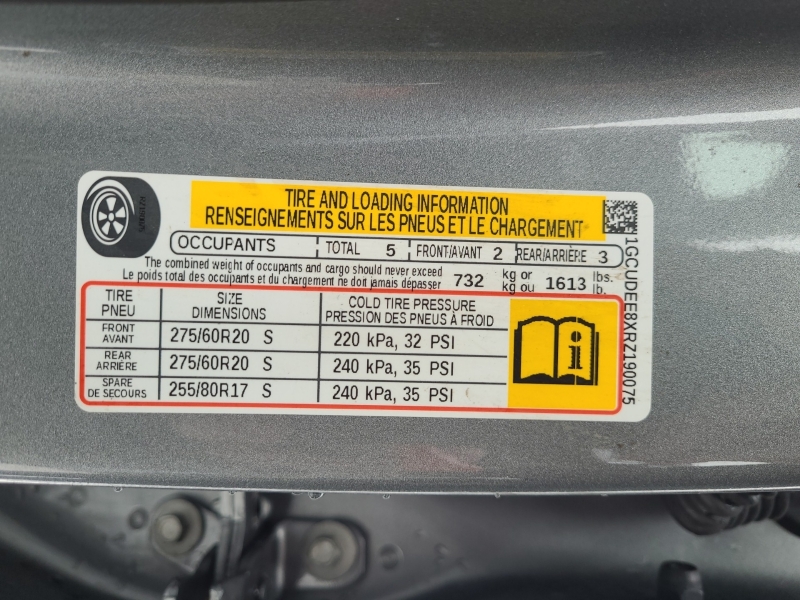 TIRE AND LOADING INFORMATION
RENSEIGNEMENTS SUR LES PNEUS ET LE CHARGEMENT
OCCUPANTS TOTAL 5 FRONT/AVANT 2 REAR/ARRIÈRE 3
The combined weight of occupants and cargo should never exceed 732 kg or 1613 lbs.
Le poids total des occupants et du chargement ne doit jamais dépasser kg ou lb.
TIRE SIZE COLD TIRE PRESSURE
PNEU DIMENSIONS PRESSION DES PNEUS À FROID
FRONT
AVANT 275/60R20 S 220 kPa, 32 PSI
REAR
ARRIÈRE 275/60R20 S 240 kPa, 35 PSI
SPARE
DE SECOURS 255/80R17 S 240 kPa, 35 PSI
i
1GCUDEE8XRZ190075